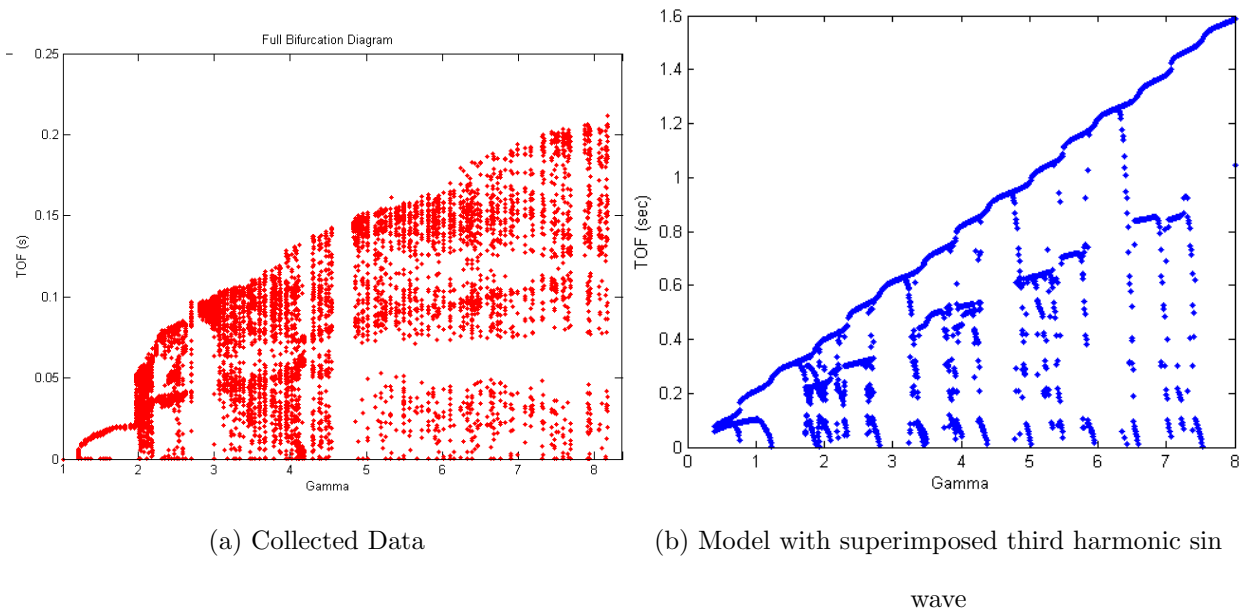 Full Bifurcation Diagram
0.25
0.2
0.15
0.1
0.05
0
TOF (s)
1 2 3 4 5 6 7 8
Gamma
(a) Collected Data
1.6
1.4
1.2
1
0.8
0.6
0.4
0.2
0
TOF (sec)
0 1 2 3 4 5 6 7 8
Gamma
(b) Model with superimposed third harmonic sin
wave